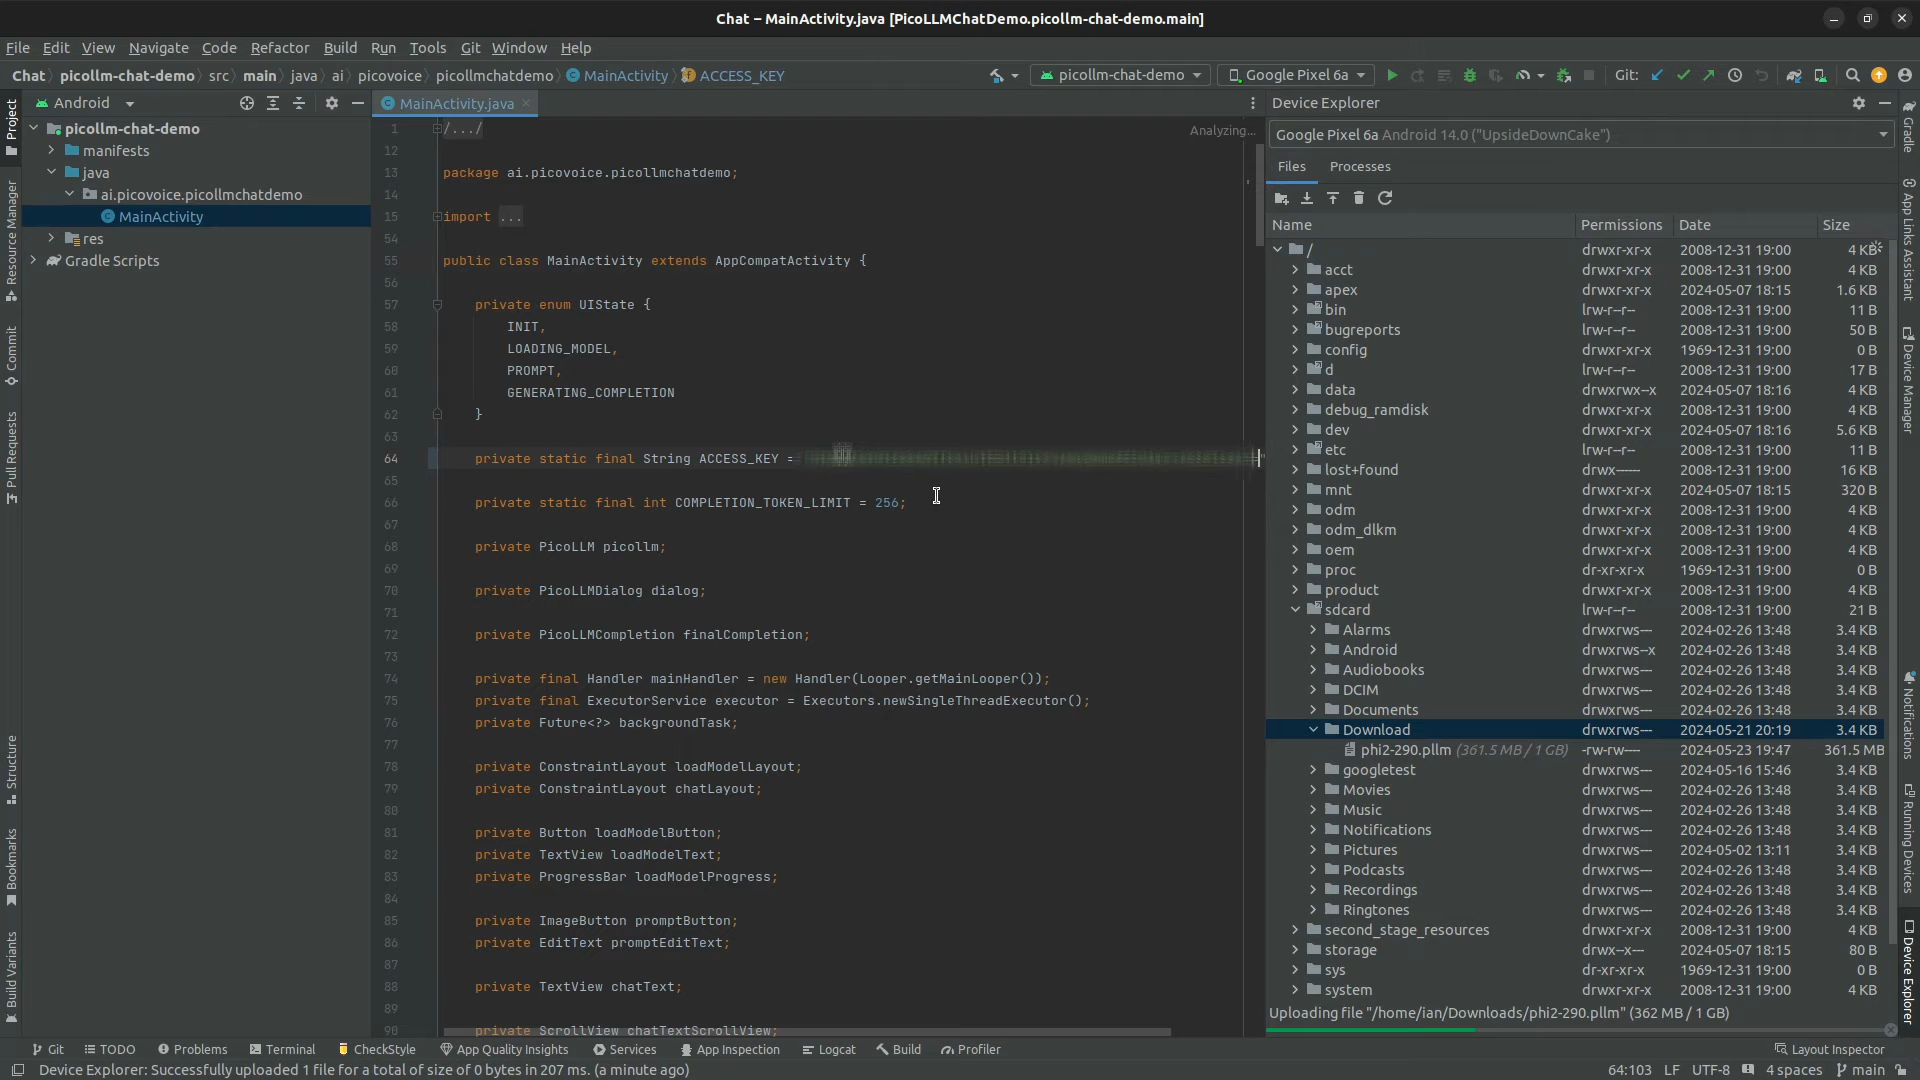 Chat – MainActivity.java [PicoLLMChatDemo.picollm-chat-demo.main]
File Edit View Navigate Code Refactor Build Run Tools Git Window Help
Chat picollm-chat-demo src main java ai picovoice picollmchatdemo MainActivity ACCESS_KEY picollm-chat-demo Google Pixel 6a Git:
Project
Resource Manager
Commit
Pull Requests
Structure
Bookmarks
Build Variants
Android
picollm-chat-demo
manifests
java
ai.picovoice.picollmchatdemo
MainActivity
res
Gradle Scripts
MainActivity.java
Analyzing...
1 /.../
12
13 package ai.picovoice.picollmchatdemo;
14
15 import ...
54
55 public class MainActivity extends AppCompatActivity {
56
57 private enum UIState {
58 INIT,
59 LOADING_MODEL,
60 PROMPT,
61 GENERATING_COMPLETION
62 }
63
64 private static final String ACCESS_KEY =
65
66 private static final int COMPLETION_TOKEN_LIMIT = 256;
67
68 private PicoLLM picollm;
69
70 private PicoLLMDialog dialog;
71
72 private PicoLLMCompletion finalCompletion;
73
74 private final Handler mainHandler = new Handler(Looper.getMainLooper());
75 private final ExecutorService executor = Executors.newSingleThreadExecutor();
76 private Future<?> backgroundTask;
77
78 private ConstraintLayout loadModelLayout;
79 private ConstraintLayout chatLayout;
80
81 private Button loadModelButton;
82 private TextView loadModelText;
83 private ProgressBar loadModelProgress;
84
85 private ImageButton promptButton;
86 private EditText promptEditText;
87
88 private TextView chatText;
89
90 private ScrollView chatTextScrollView;
Device Explorer
Google Pixel 6a Android 14.0 ("UpsideDownCake")
Files Processes
Name Permissions Date Size
/ drwxr-xr-x 2008-12-31 19:00 4 KB
acct drwxr-xr-x 2008-12-31 19:00 4 KB
apex drwxr-xr-x 2024-05-07 18:15 1.6 KB
bin lrw-r--r-- 2008-12-31 19:00 11 B
bugreports lrw-r--r-- 2008-12-31 19:00 50 B
config drwxr-xr-x 1969-12-31 19:00 0 B
d lrw-r--r-- 2008-12-31 19:00 17 B
data drwxrwx--x 2024-05-07 18:16 4 KB
debug_ramdisk drwxr-xr-x 2008-12-31 19:00 4 KB
dev drwxr-xr-x 2024-05-07 18:16 5.6 KB
etc lrw-r--r-- 2008-12-31 19:00 11 B
lost+found drwx------ 2008-12-31 19:00 16 KB
mnt drwxr-xr-x 2024-05-07 18:15 320 B
odm drwxr-xr-x 2008-12-31 19:00 4 KB
odm_dlkm drwxr-xr-x 2008-12-31 19:00 4 KB
oem drwxr-xr-x 2008-12-31 19:00 4 KB
proc dr-xr-xr-x 1969-12-31 19:00 0 B
product drwxr-xr-x 2008-12-31 19:00 4 KB
sdcard lrw-r--r-- 2008-12-31 19:00 21 B
Alarms drwxrws--- 2024-02-26 13:48 3.4 KB
Android drwxrws--x 2024-02-26 13:48 3.4 KB
Audiobooks drwxrws--- 2024-02-26 13:48 3.4 KB
DCIM drwxrws--- 2024-02-26 13:48 3.4 KB
Documents drwxrws--- 2024-02-26 13:48 3.4 KB
Download drwxrws--- 2024-05-21 20:19 3.4 KB
phi2-290.pllm (361.5 MB / 1 GB) -rw-rw---- 2024-05-23 19:47 361.5 MB
googletest drwxrws--- 2024-05-16 15:46 3.4 KB
Movies drwxrws--- 2024-02-26 13:48 3.4 KB
Music drwxrws--- 2024-02-26 13:48 3.4 KB
Notifications drwxrws--- 2024-02-26 13:48 3.4 KB
Pictures drwxrws--- 2024-05-02 13:11 3.4 KB
Podcasts drwxrws--- 2024-02-26 13:48 3.4 KB
Recordings drwxrws--- 2024-02-26 13:48 3.4 KB
Ringtones drwxrws--- 2024-02-26 13:48 3.4 KB
second_stage_resources drwxr-xr-x 2008-12-31 19:00 4 KB
storage drwx--x--- 2024-05-07 18:15 80 B
sys dr-xr-xr-x 1969-12-31 19:00 0 B
system drwxr-xr-x 2008-12-31 19:00 4 KB
Uploading file "/home/ian/Downloads/phi2-290.pllm" (362 MB / 1 GB)
Gradle
App Links Assistant
Device Manager
Notifications
Running Devices
Device Explorer
Git TODO Problems Terminal CheckStyle App Quality Insights Services App Inspection Logcat Build Profiler Layout Inspector
Device Explorer: Successfully uploaded 1 file for a total of size of 0 bytes in 207 ms. (a minute ago) 64:103 LF UTF-8 4 spaces main